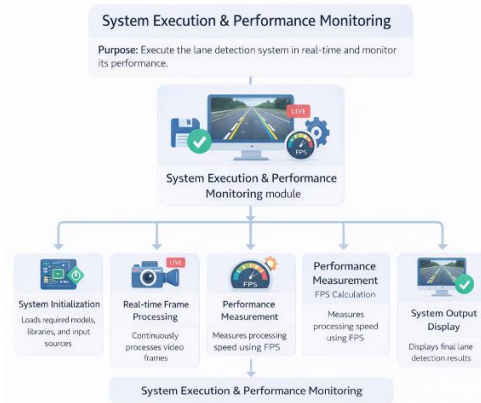 System Execution & Performance Monitoring
Purpose: Execute the lane detection system in real-time and monitor
its performance.
LIVE
FPS
System Execution & Performance
Monitoring module
System Initialization
Loads required models,
libraries, and input
sources
LIVE
Real-time Frame
Processing
Continuously
processes video
frames
Performance
Measurement
Measures processing
speed using FPS
Performance
Measurement
FPS Calculation
Measures
processing speed
using FPS
System Output
Display
Displays final lane
detection results
System Execution & Performance Monitoring